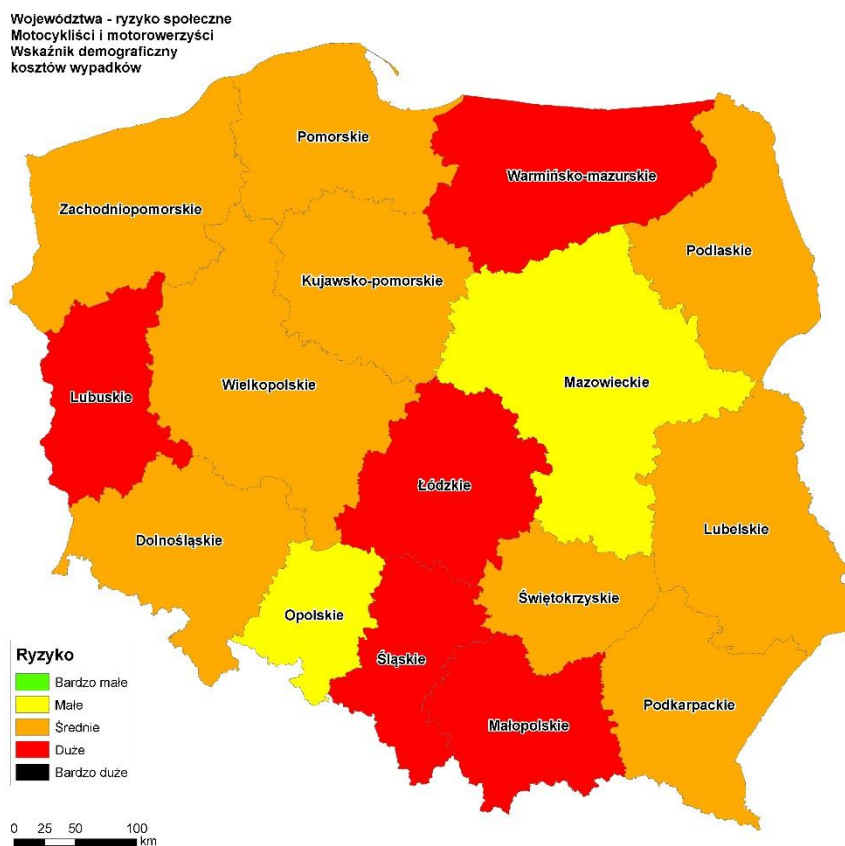 Województwa - ryzyko społeczne
Motocykliści i motorowerzyści
Wskaźnik demograficzny
kosztów wypadków
Pomorskie
Warmińsko-mazurskie
Zachodniopomorskie
Podlaskie
Kujawsko-pomorskie
Mazowieckie
Wielkopolskie
Lubuskie
Łódzkie
Lubelskie
Dolnośląskie
Świętokrzyskie
Opolskie
Śląskie
Podkarpackie
Małopolskie
Ryzyko
Bardzo małe
Małe
Średnie
Duże
Bardzo duże
0 25 50 100
km